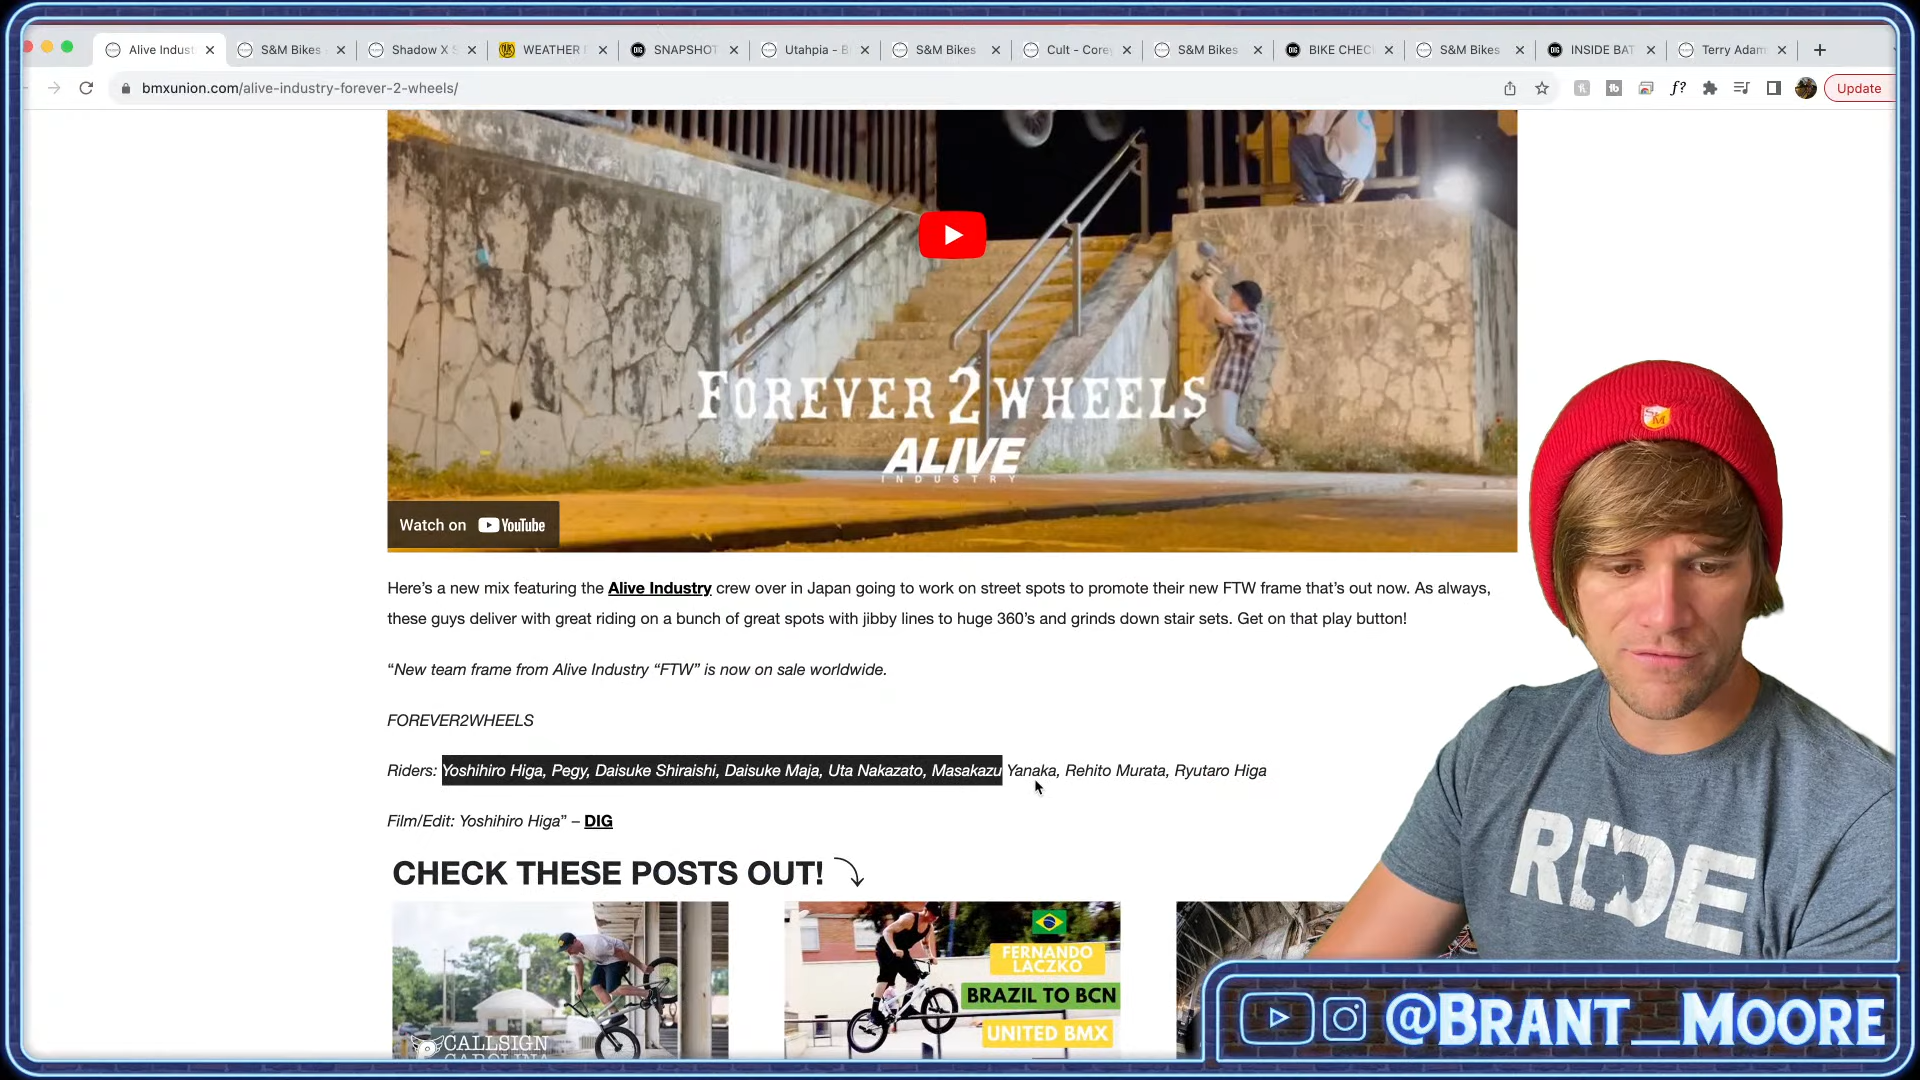 Alive Indust
S&M Bikes
Shadow X S
WEATHER
SNAPSHOT
Utahpia - B
S&M Bikes
Cult - Corey
S&M Bikes
BIKE CHEC
S&M Bikes
INSIDE BAT
Terry Adam
bmxunion.com/alive-industry-forever-2-wheels/
f?
Update
FOREVER 2 WHEELS
ALIVE
INDUSTRY
Watch on YouTube
Here’s a new mix featuring the Alive Industry crew over in Japan going to work on street spots to promote their new FTW frame that’s out now. As always,
these guys deliver with great riding on a bunch of great spots with jibby lines to huge 360’s and grinds down stair sets. Get on that play button!
“New team frame from Alive Industry “FTW” is now on sale worldwide.
FOREVER2WHEELS
Riders: Yoshihiro Higa, Pegy, Daisuke Shiraishi, Daisuke Maja, Uta Nakazato, Masakazu Yanaka, Rehito Murata, Ryutaro Higa
Film/Edit: Yoshihiro Higa” – DIG
CHECK THESE POSTS OUT!
CALLSIGN
CAROLINA
FERNANDO
LACZKO
BRAZIL TO BCN
UNITED BMX
S&M
RIDE
@BRANT_MOORE